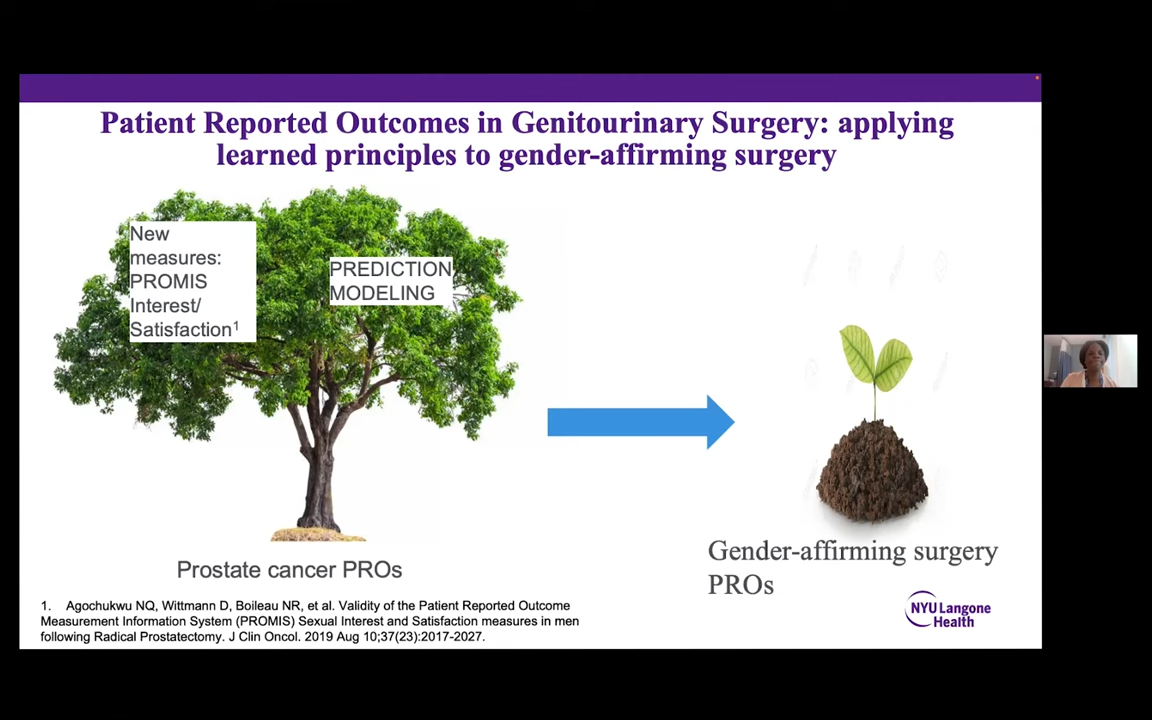 Patient Reported Outcomes in Genitourinary Surgery: applying
learned principles to gender-affirming surgery
New
measures:
PROMIS
Interest/
Satisfaction¹
PREDICTION
MODELING
Prostate cancer PROs
Gender-affirming surgery
PROs
1. Agochukwu NQ, Wittmann D, Boileau NR, et al. Validity of the Patient Reported Outcome
Measurement Information System (PROMIS) Sexual Interest and Satisfaction measures in men
following Radical Prostatectomy. J Clin Oncol. 2019 Aug 10;37(23):2017-2027.
NYU Langone
Health